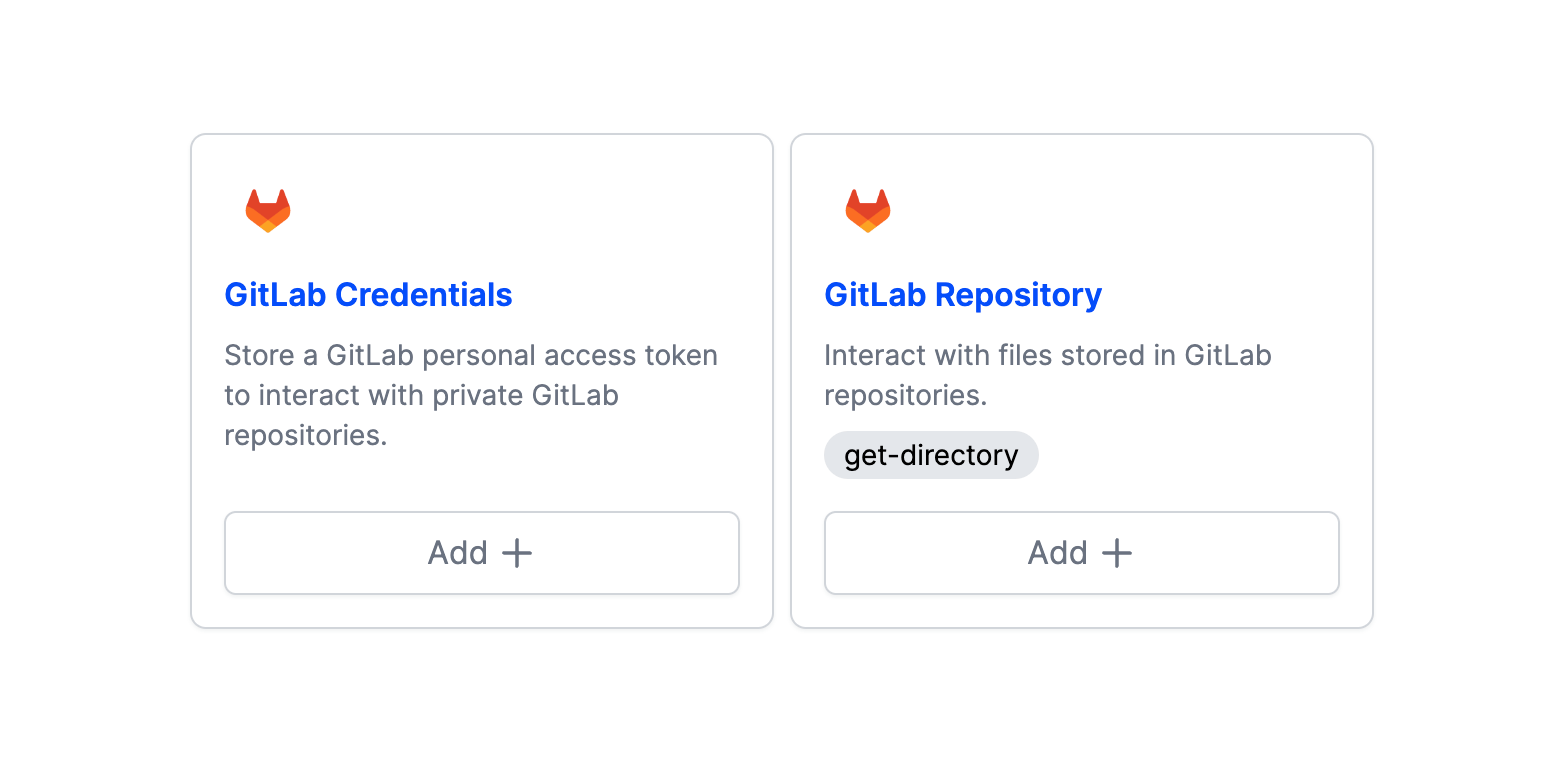 GitLab Credentials
Store a GitLab personal access token
to interact with private GitLab
repositories.
Add
GitLab Repository
Interact with files stored in GitLab
repositories.
get-directory
Add